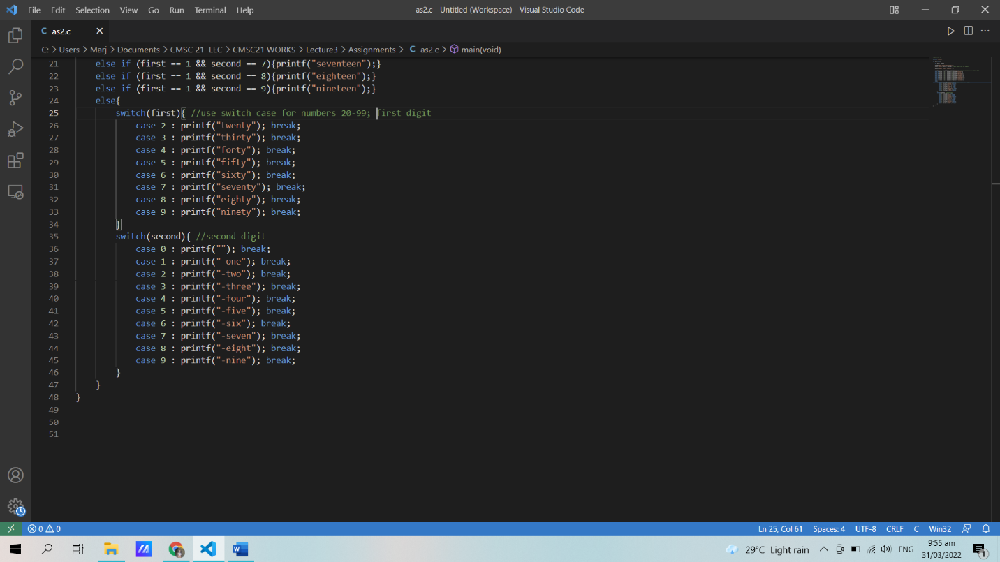 File Edit Selection View Go Run Terminal Help as2.c - Untitled (Workspace) - Visual Studio Code
C as2.c
C: > Users > Marj > Documents > CMSC 21 LEC > CMSC21 WORKS > Lecture3 > Assignments > C as2.c > main(void)
21 else if (first == 1 && second == 7){printf("seventeen");}
22 else if (first == 1 && second == 8){printf("eighteen");}
23 else if (first == 1 && second == 9){printf("nineteen");}
24 else{
25 switch(first){ //use switch case for numbers 20-99; first digit
26 case 2 : printf("twenty"); break;
27 case 3 : printf("thirty"); break;
28 case 4 : printf("forty"); break;
29 case 5 : printf("fifty"); break;
30 case 6 : printf("sixty"); break;
31 case 7 : printf("seventy"); break;
32 case 8 : printf("eighty"); break;
33 case 9 : printf("ninety"); break;
34 }
35 switch(second){ //second digit
36 case 0 : printf(""); break;
37 case 1 : printf("-one"); break;
38 case 2 : printf("-two"); break;
39 case 3 : printf("-three"); break;
40 case 4 : printf("-four"); break;
41 case 5 : printf("-five"); break;
42 case 6 : printf("-six"); break;
43 case 7 : printf("-seven"); break;
44 case 8 : printf("-eight"); break;
45 case 9 : printf("-nine"); break;
46 }
47 }
48 }
49
50
51
0 0 Ln 25, Col 61 Spaces: 4 UTF-8 CRLF C Win32
29°C Light rain ENG 9:55 am
31/03/2022 1